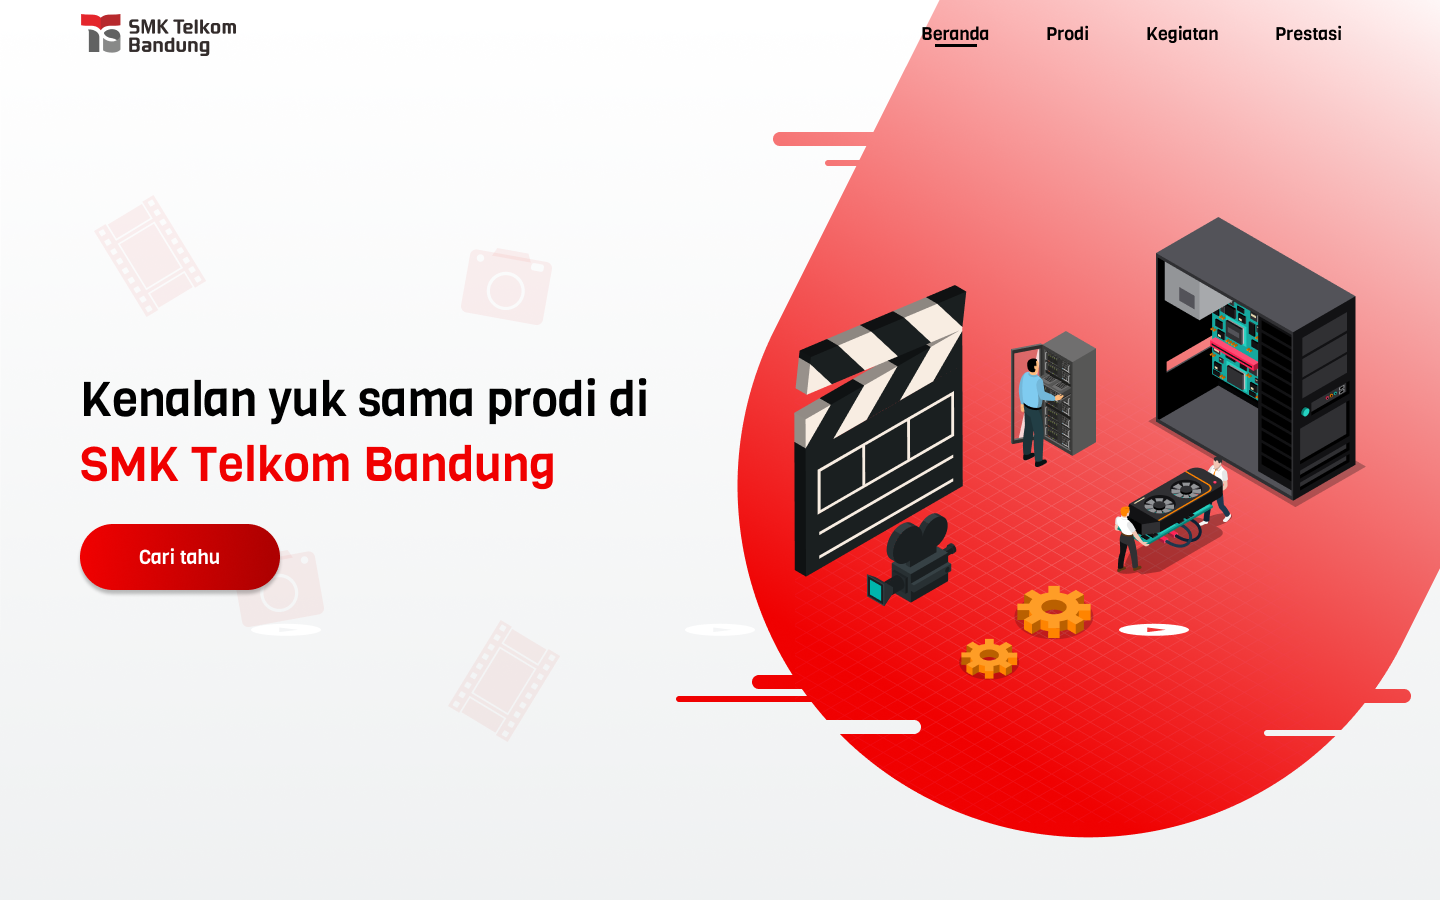 SMK Telkom
Bandung
Beranda
Prodi
Kegiatan
Prestasi
Kenalan yuk sama prodi di
SMK Telkom Bandung
Cari tahu